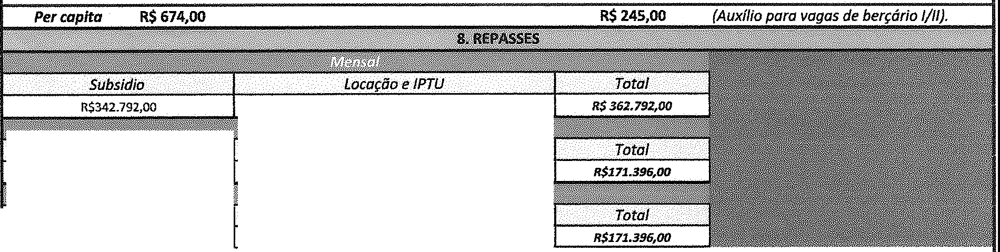 Per capita R$ 674,00 R$ 245,00 (Auxílio para vagas de berçário I/II).
8. REPASSES
Mensal
Subsidio Locação e IPTU Total
R$342.792,00 R$ 362.792,00
Total
R$171.396,00
Total
R$171.396,00